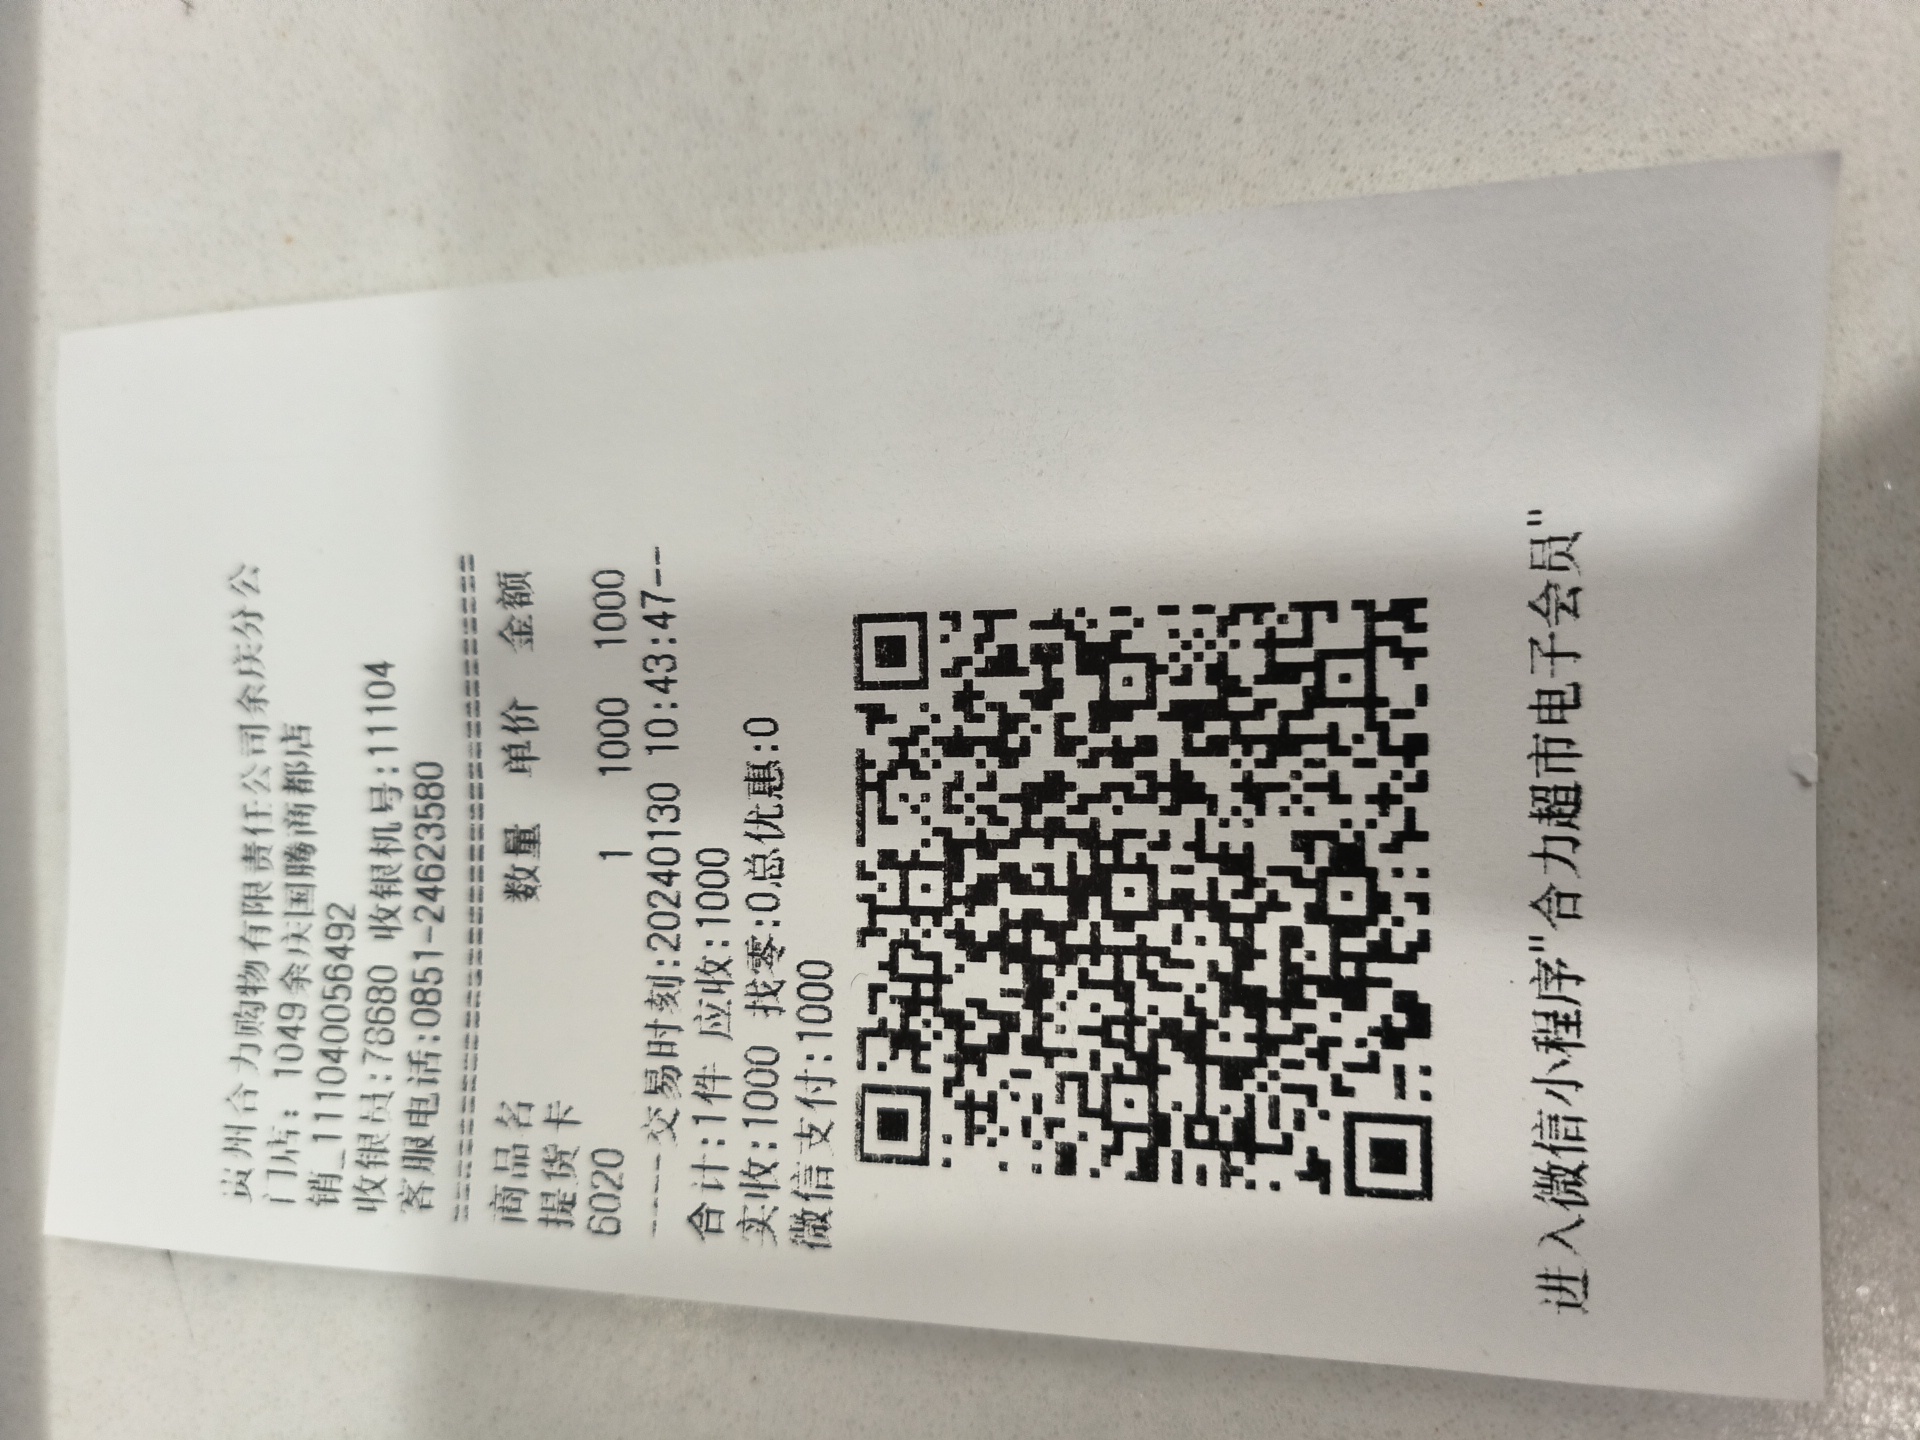 贵州合力购物有限责任公司余庆分公
门店: 1049余庆国腾商都店
销_111040056492
收银员:78680 收银机号:11104
客服电话:0851-24623580
================================
商品名 数量 单价 金额
提货卡
6020 1 1000 1000
----交易时刻:20240130 10:43:47--
合计:1件 应收:1000
实收:1000 找零:0总优惠:0
微信支付:1000
进入微信小程序"合力超市电子会员"